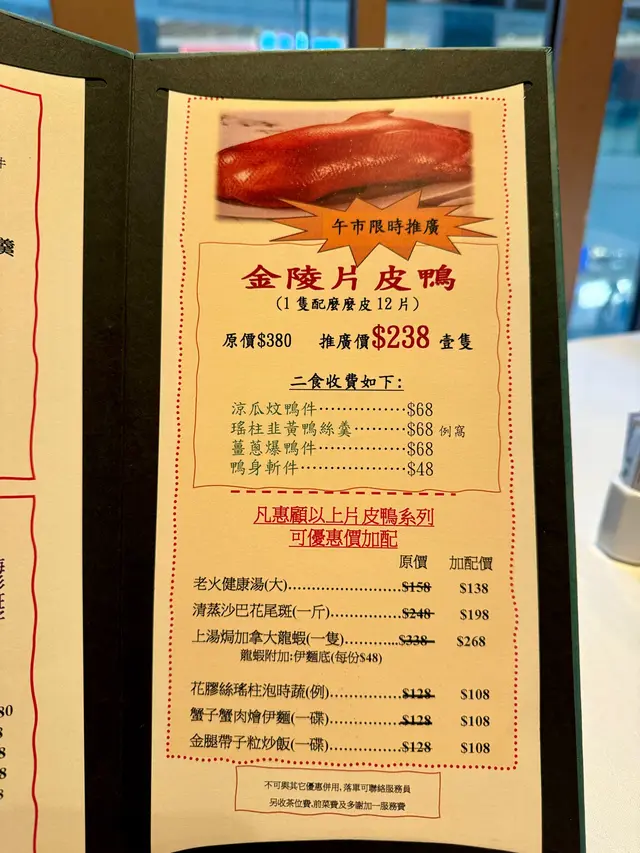 午市限時推廣
金陵片皮鴨
(1隻配麼麼皮12片)
原價$380 推廣價$238 壹隻
二食收費如下:
涼瓜炆鴨件……………$68
瑤柱韭黃鴨絲羹………$68 例窩
薑蔥爆鴨件……………$68
鴨身斬件………………$48
凡惠顧以上片皮鴨系列
可優惠價加配
原價 加配價
老火健康湯(大)……………………$158 $138
清蒸沙巴花尾斑(一斤)……………$248 $198
上湯焗加拿大龍蝦(一隻)…………$338 $268
龍蝦附加:伊麵底(每份$48)
花膠絲瑤柱泡時蔬(例)……………$128 $108
蟹子蟹肉燴伊麵(一碟)……………$128 $108
金腿帶子粒炒飯(一碟)……………$128 $108
不可與其它優惠併用,落單可聯絡服務員
另收茶位費,前菜費及多謝加一服務費
羹
80
8
8
8
8